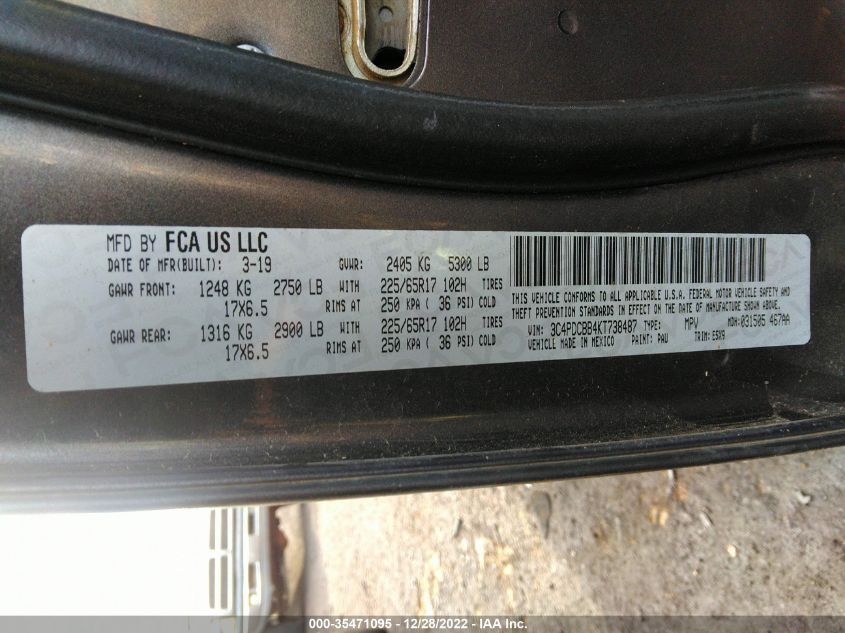 MFD BY FCA US LLC
DATE OF MFR(BUILT): 3-19 GVWR: 2405 KG 5300 LB
GAWR FRONT: 1248 KG 2750 LB WITH 225/65R17 102H TIRES
17X6.5 RIMS AT 250 KPA ( 36 PSI) COLD
GAWR REAR: 1316 KG 2900 LB WITH 225/65R17 102H TIRES
17X6.5 RIMS AT 250 KPA ( 36 PSI) COLD
THIS VEHICLE CONFORMS TO ALL APPLICABLE U.S.A. FEDERAL MOTOR VEHICLE SAFETY AND
THEFT PREVENTION STANDARDS IN EFFECT ON THE DATE OF MANUFACTURE SHOWN ABOVE.
VIN: 3C4PDCBB4KT738487 TYPE: MPV MDH: 031505 467AA
VEHICLE MADE IN MEXICO PAINT: PAU TRIM: E5X9
000-35471095 - 12/28/2022 - IAA Inc.